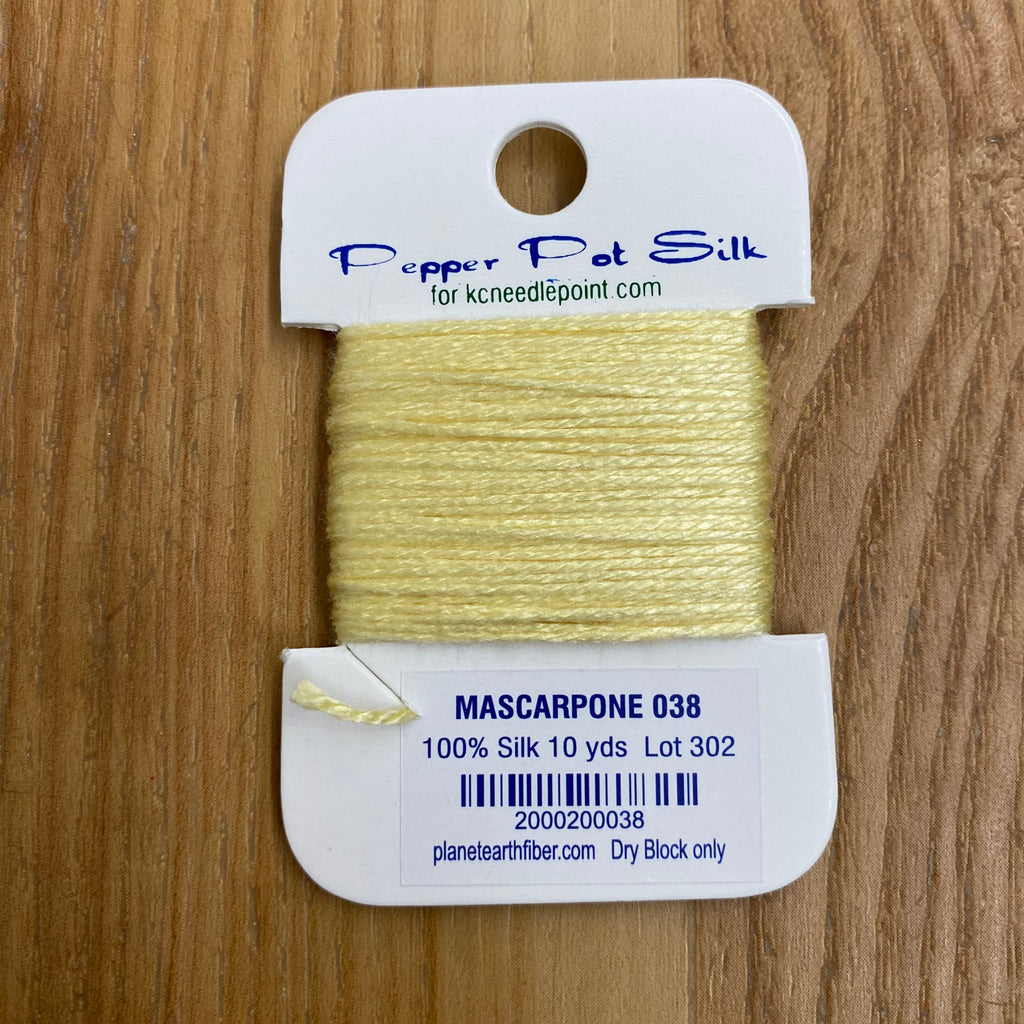 Pepper Pot Silk
for kcneedlepoint.com
MASCARPONE 038
100% Silk 10 yds Lot 302
2000200038
planetearthfiber.com Dry Block only